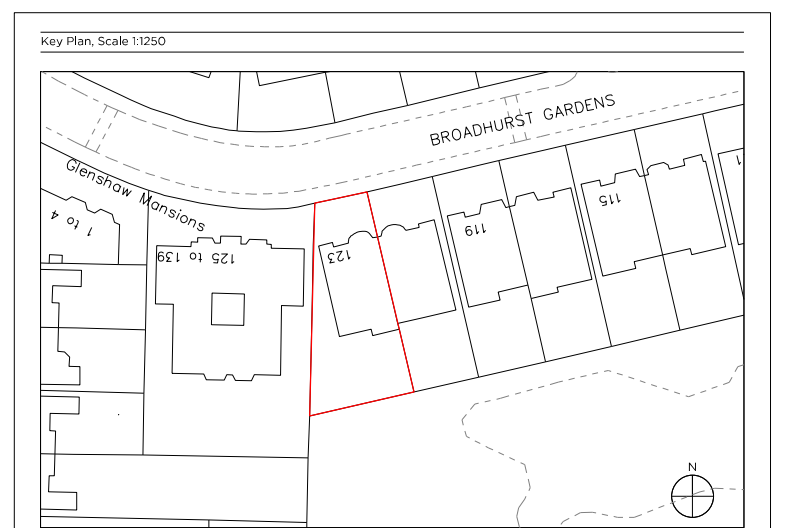 Key Plan, Scale 1:1250
BROADHURST GARDENS
Glenshaw Mansions
1 to 4
125 to 139
123
119
115
N